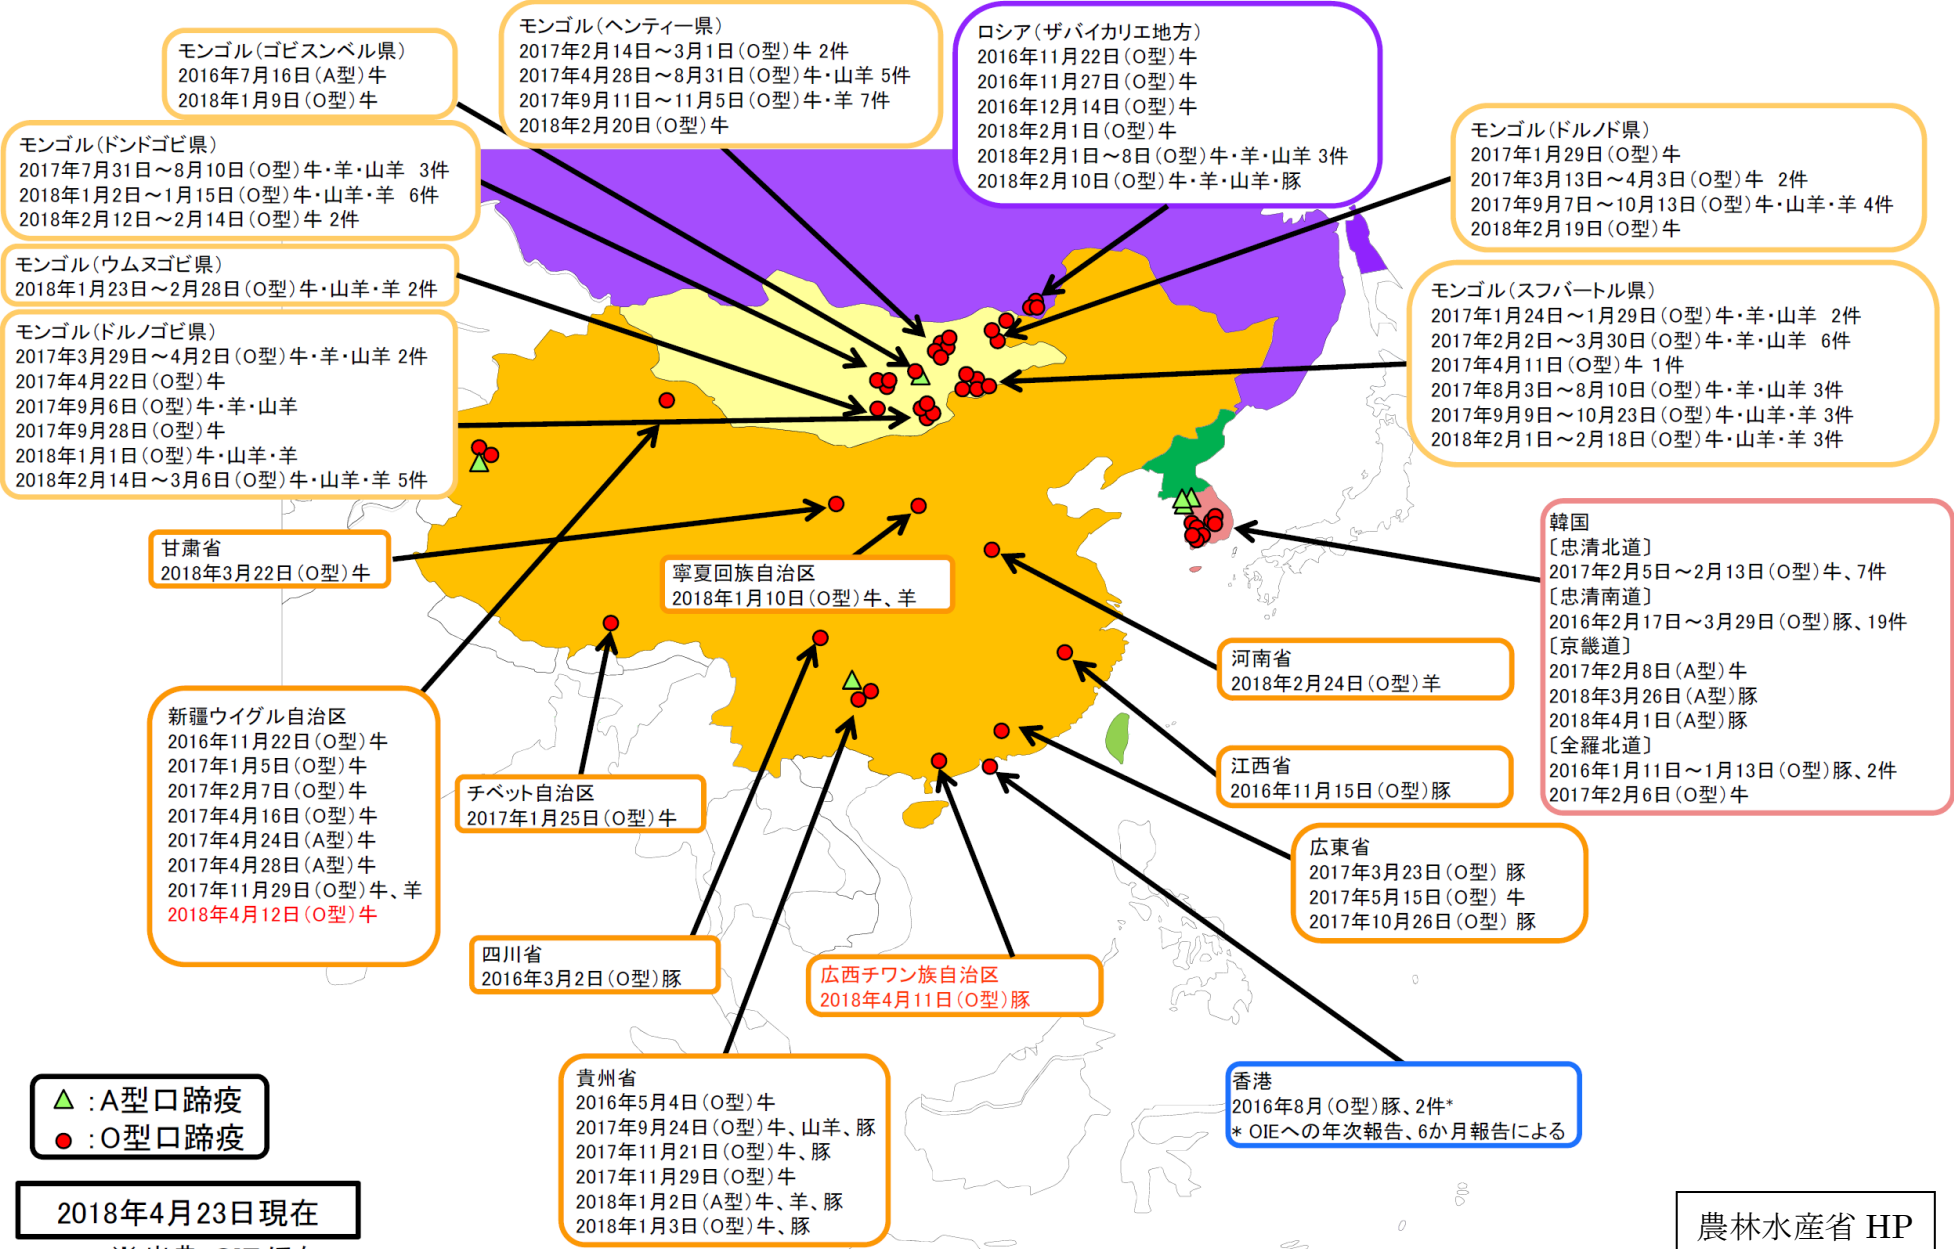 モンゴル（ゴビスンベル県）
2016年7月16日（A型）牛
2018年1月9日（O型）牛
モンゴル（ヘンティー県）
2017年2月14日～3月1日（O型）牛 2件
2017年4月28日～8月31日（O型）牛・山羊 5件
2017年9月11日～11月5日（O型）牛・羊 7件
2018年2月20日（O型）牛
ロシア（ザバイカリエ地方）
2016年11月22日（O型）牛
2016年11月27日（O型）牛
2016年12月14日（O型）牛
2018年2月1日（O型）牛
2018年2月1日～8日（O型）牛・羊・山羊 3件
2018年2月10日（O型）牛・羊・山羊・豚
モンゴル（ドルノド県）
2017年1月29日（O型）牛
2017年3月13日～4月3日（O型）牛 2件
2017年9月7日～10月13日（O型）牛・山羊・羊 4件
2018年2月19日（O型）牛
モンゴル（ドンドゴビ県）
2017年7月31日～8月10日（O型）牛・羊・山羊 3件
2018年1月2日～1月15日（O型）牛・山羊・羊 6件
2018年2月12日～2月14日（O型）牛 2件
モンゴル（ウムヌゴビ県）
2018年1月23日～2月28日（O型）牛・山羊・羊 2件
モンゴル（スフバートル県）
2017年1月24日～1月29日（O型）牛・羊・山羊 2件
2017年2月2日～3月30日（O型）牛・羊・山羊 6件
2017年4月11日（O型）牛 1件
2017年8月3日～8月10日（O型）牛・羊・山羊 3件
2017年9月9日～10月23日（O型）牛・山羊・羊 3件
2018年2月1日～2月18日（O型）牛・山羊・羊 3件
モンゴル（ドルノゴビ県）
2017年3月29日～4月2日（O型）牛・羊・山羊 2件
2017年4月22日（O型）牛
2017年9月6日（O型）牛・羊・山羊
2017年9月28日（O型）牛
2018年1月1日（O型）牛・山羊・羊
2018年2月14日～3月6日（O型）牛・山羊・羊 5件
甘粛省
2018年3月22日（O型）牛
寧夏回族自治区
2018年1月10日（O型）牛、羊
韓国
〔忠清北道〕
2017年2月5日～2月13日（O型）牛、7件
〔忠清南道〕
2016年2月17日～3月29日（O型）豚、19件
〔京畿道〕
2017年2月8日（A型）牛
2018年3月26日（A型）豚
2018年4月1日（A型）豚
〔全羅北道〕
2016年1月11日～1月13日（O型）豚、2件
2017年2月6日（O型）牛
河南省
2018年2月24日（O型）羊
新疆ウイグル自治区
2016年11月22日（O型）牛
2017年1月5日（O型）牛
2017年2月7日（O型）牛
2017年4月16日（O型）牛
2017年4月24日（A型）牛
2017年4月28日（A型）牛
2017年11月29日（O型）牛、羊
2018年4月12日（O型）牛
チベット自治区
2017年1月25日（O型）牛
江西省
2016年11月15日（O型）豚
広東省
2017年3月23日（O型） 豚
2017年5月15日（O型） 牛
2017年10月26日（O型） 豚
四川省
2016年3月2日（O型）豚
広西チワン族自治区
2018年4月11日（O型）豚
貴州省
2016年5月4日（O型）牛
2017年9月24日（O型）牛、山羊、豚
2017年11月21日（O型）牛、豚
2017年11月29日（O型）牛
2018年1月2日（A型）牛、羊、豚
2018年1月3日（O型）牛、豚
香港
2016年8月（O型）豚、2件*
* OIEへの年次報告、6か月報告による
：A型口蹄疫
：O型口蹄疫
2018年4月23日現在
農林水産省 HP